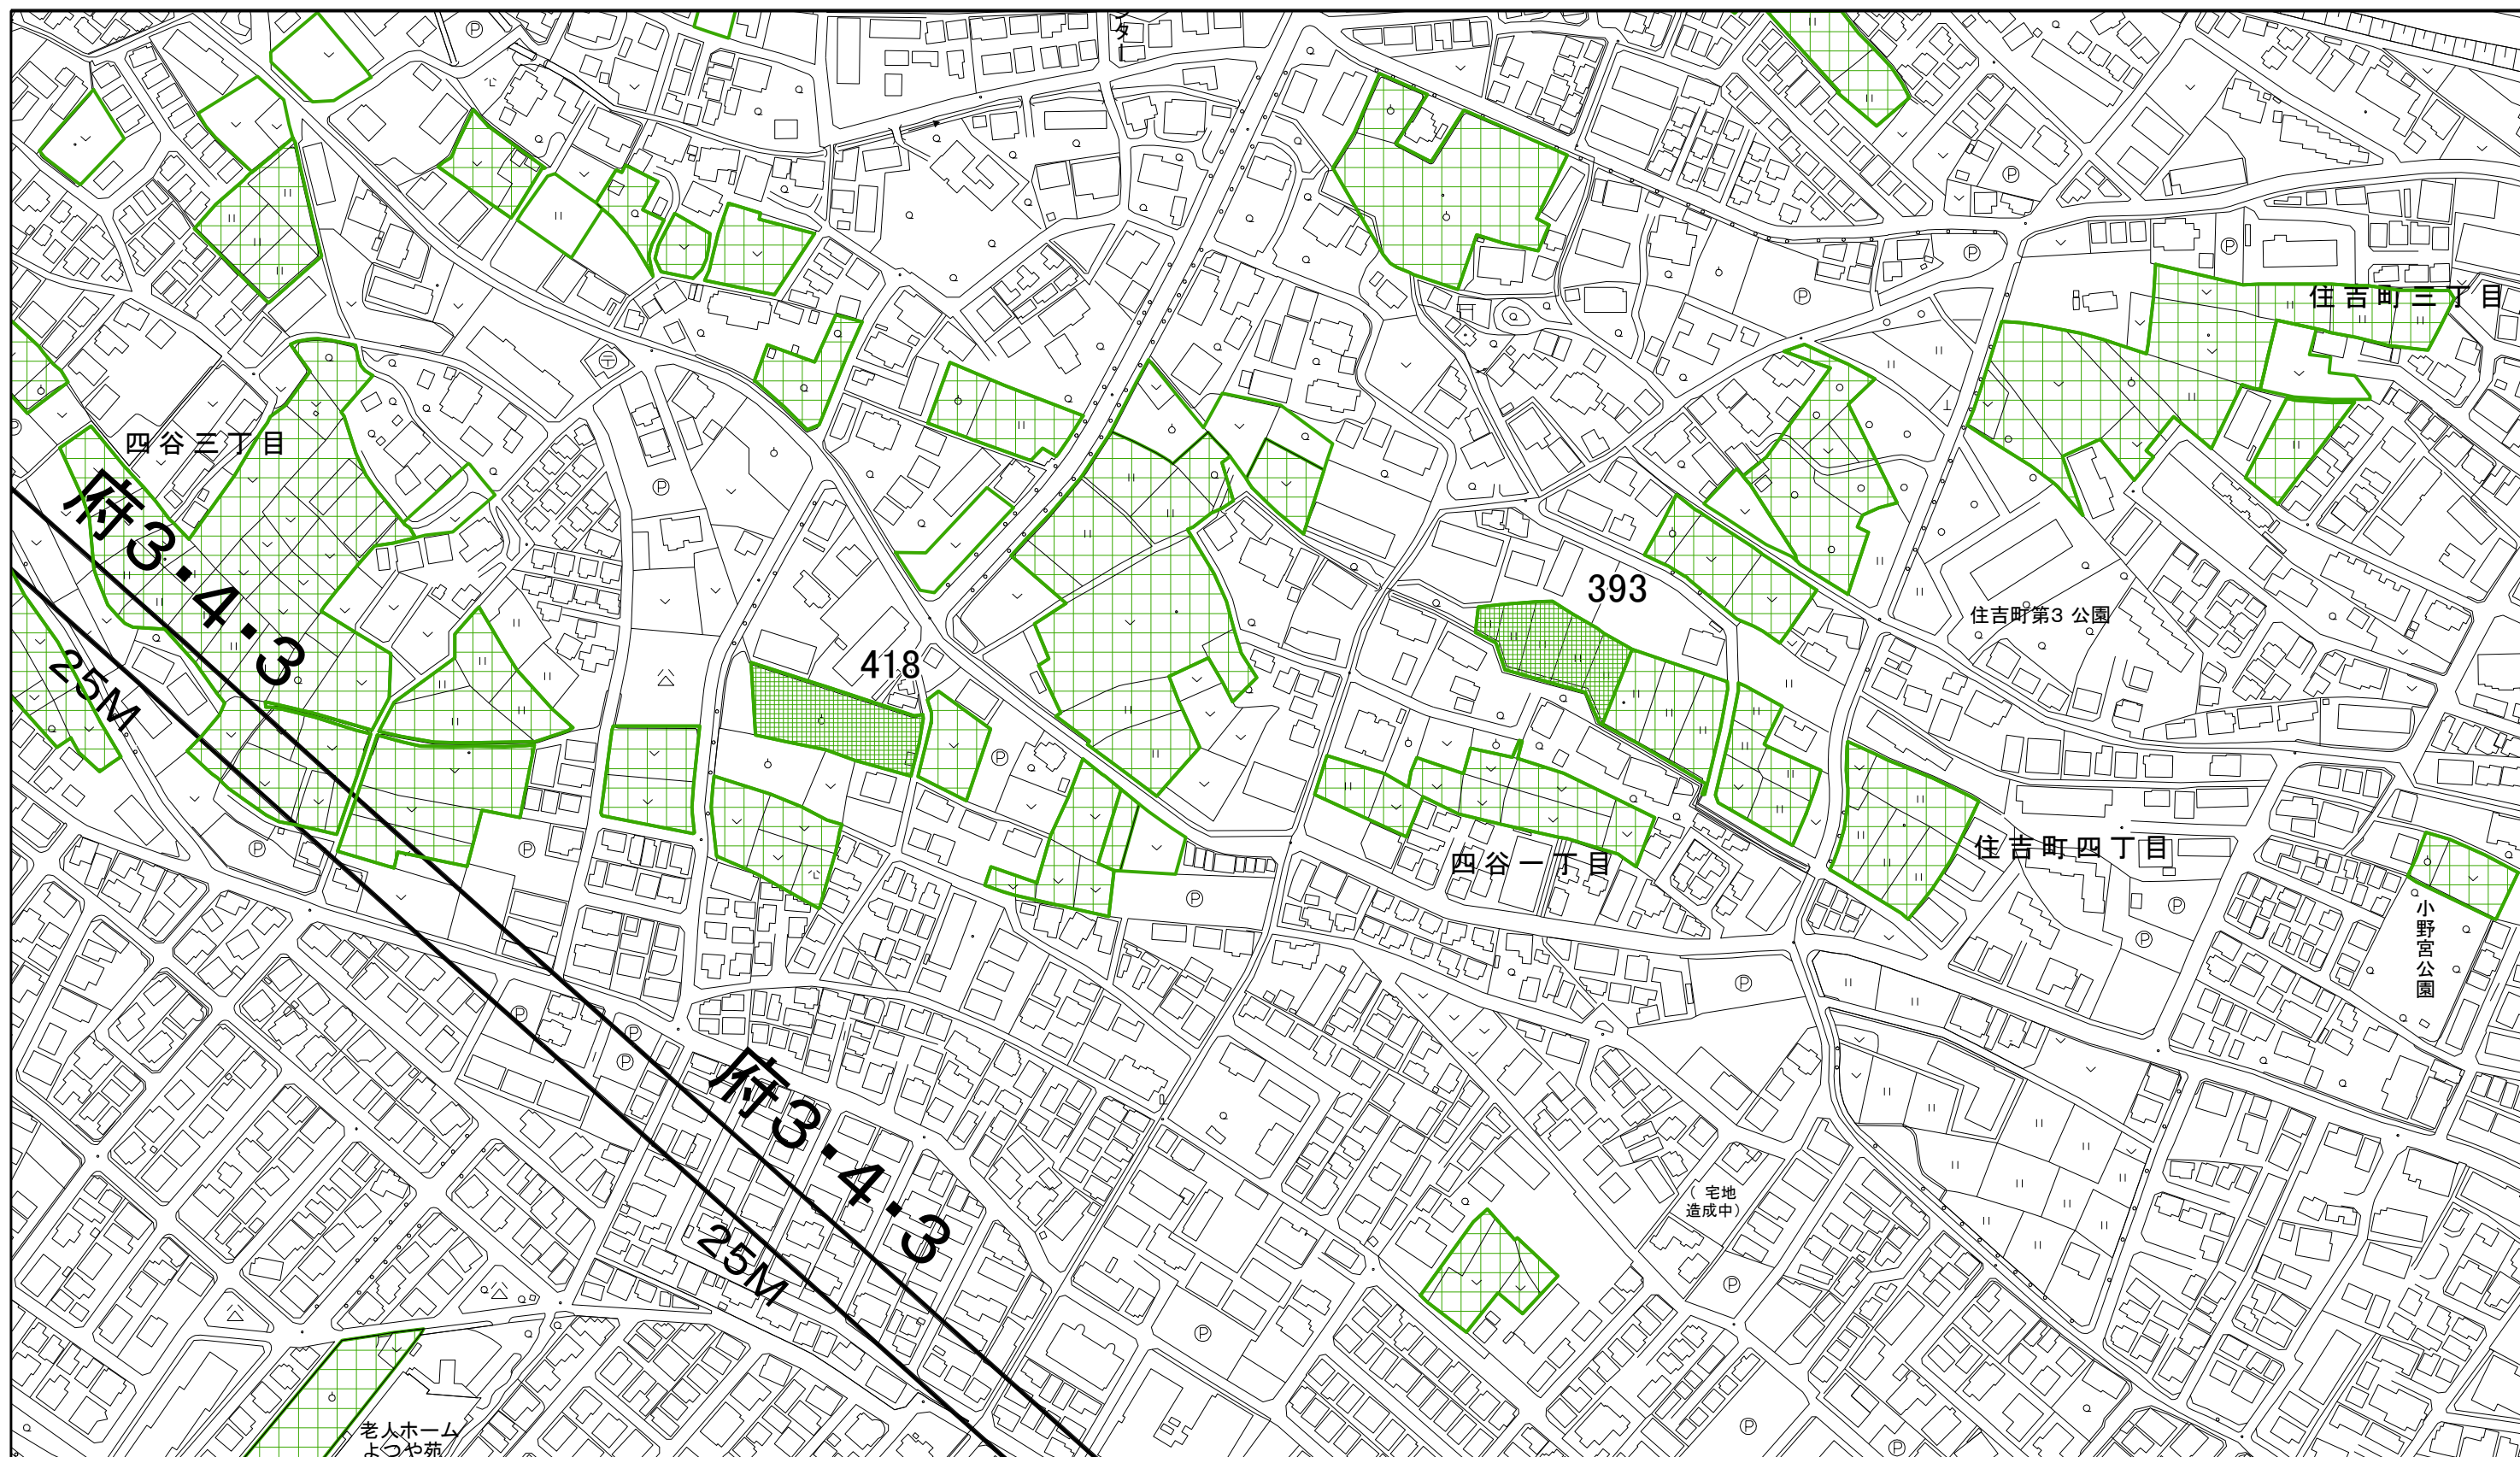 ター
住吉町三丁目
四谷三丁目
府3・4・3
25M
393
住吉町第3 公園
418
四谷一丁目
住吉町四丁目
小野宮公園
府3・4・3
25M
( 宅地
造成中)
老人ホーム
よつや苑